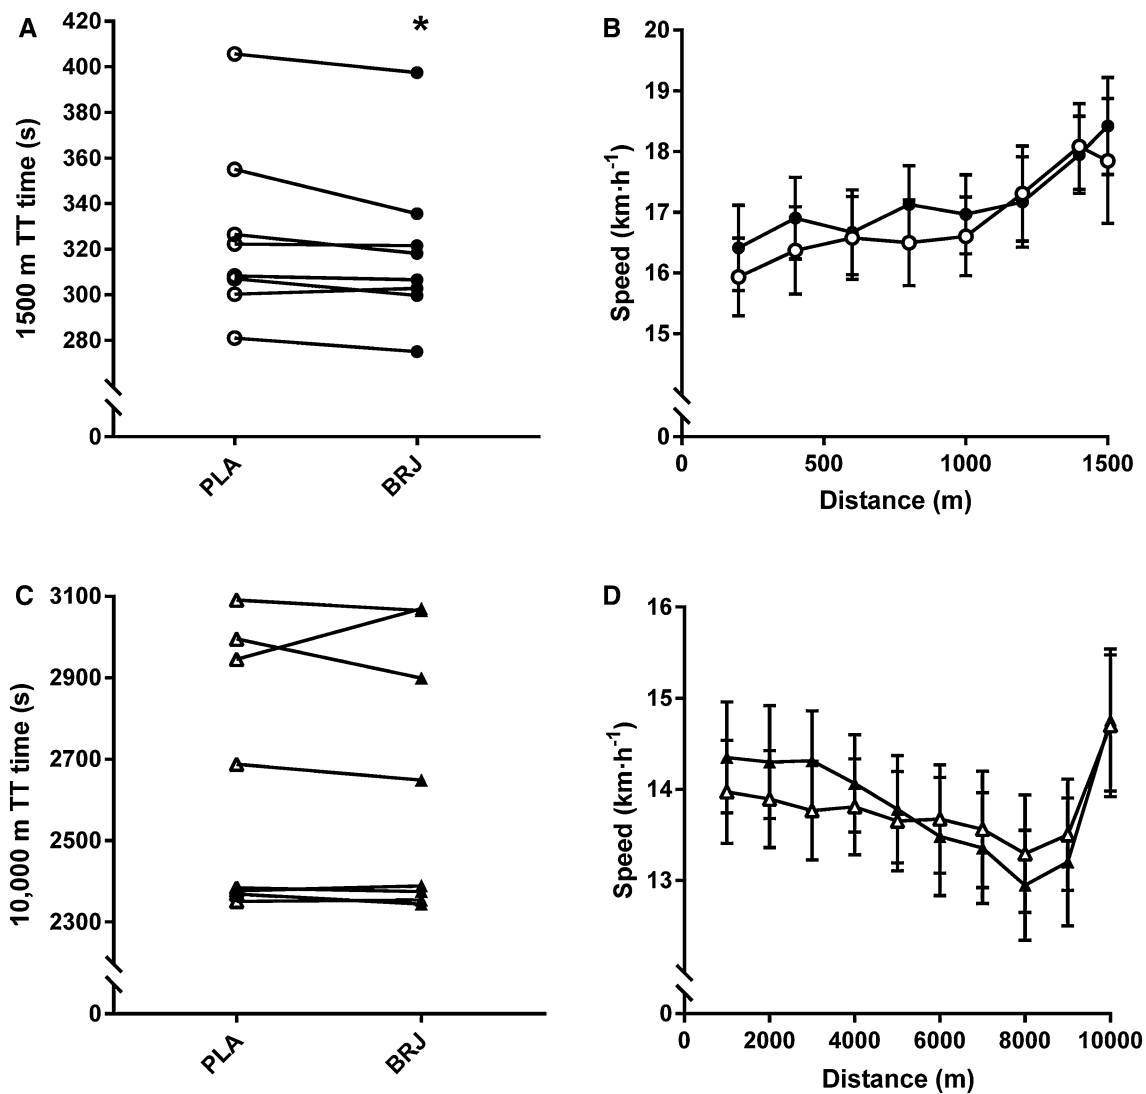 A
*
1500 m TT time (s)
420
400
380
360
340
320
300
280
0
PLA
BRJ
B
Speed (km·h⁻¹)
20
19
18
17
16
15
0
0
500
1000
1500
Distance (m)
C
10,000 m TT time (s)
3100
2900
2700
2500
2300
0
PLA
BRJ
D
Speed (km·h⁻¹)
16
15
14
13
0
0
2000
4000
6000
8000
10000
Distance (m)